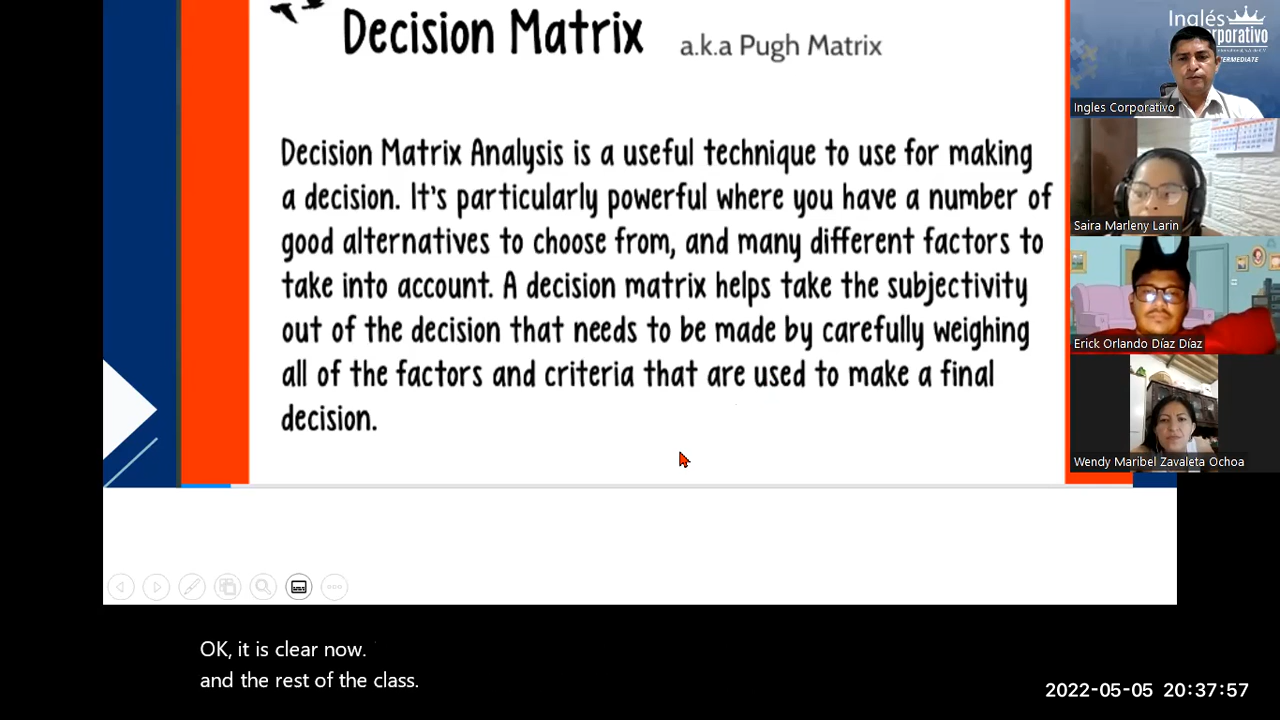 Decision Matrix a.k.a Pugh Matrix
Decision Matrix Analysis is a useful technique to use for making
a decision. It's particularly powerful where you have a number of
good alternatives to choose from, and many different factors to
take into account. A decision matrix helps take the subjectivity
out of the decision that needs to be made by carefully weighing
all of the factors and criteria that are used to make a final
decision.
Inglés
Ingles Corporativo
Saira Marleny Larin
Erick Orlando Díaz Díaz
Wendy Maribel Zavaleta Ochoa
OK, it is clear now.
and the rest of the class.
2022-05-05 20:37:57